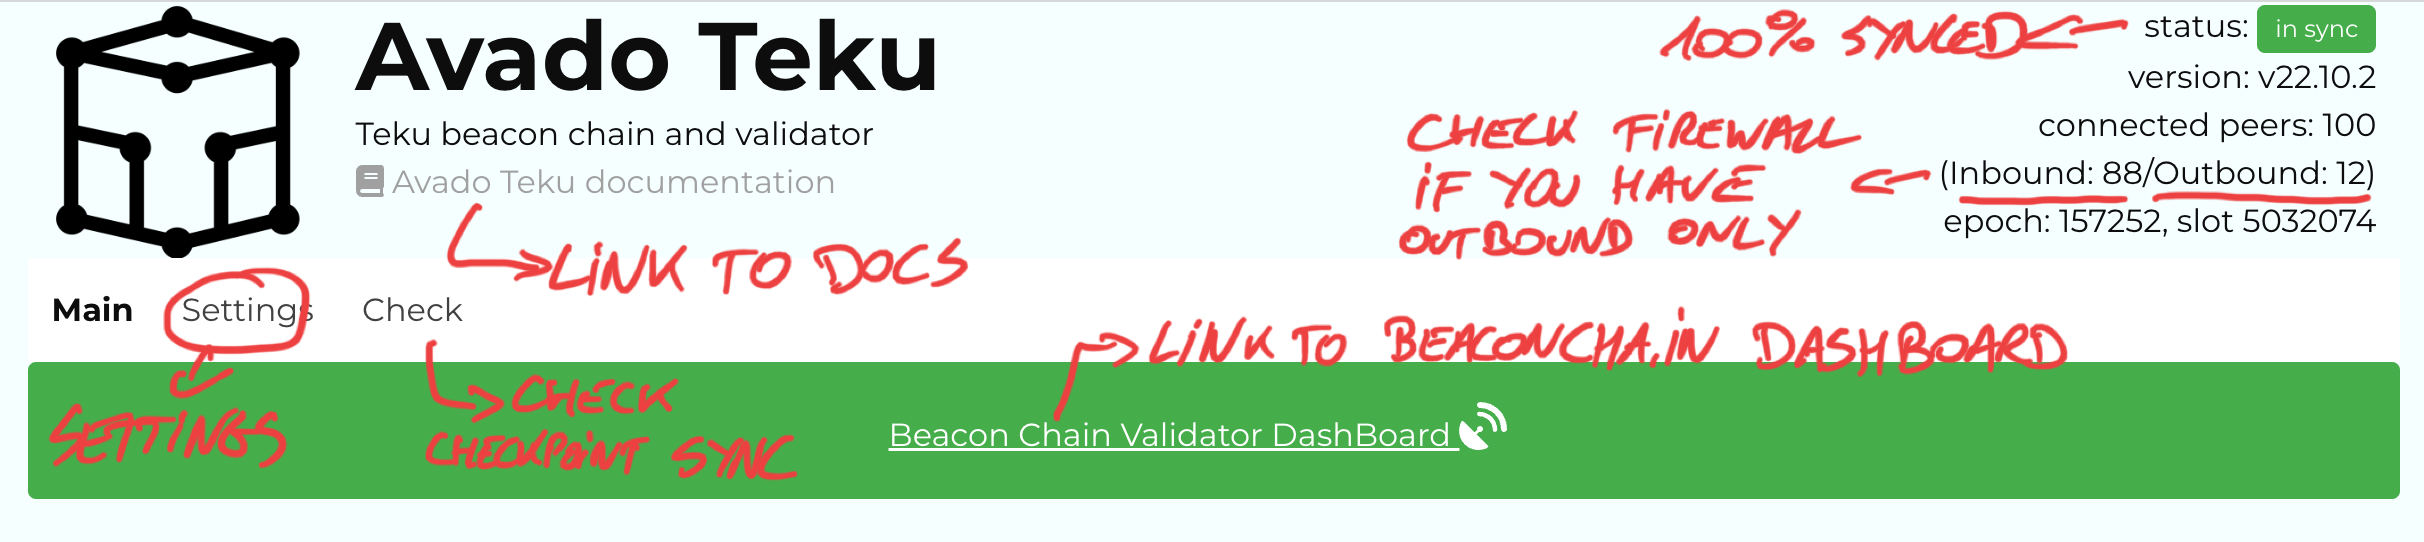 Avado Teku
Teku beacon chain and validator
Avado Teku documentation
LINK TO DOCS
100% SYNCED
status: in sync
version: v22.10.2
connected peers: 100
(Inbound: 88/Outbound: 12)
epoch: 157252, slot 5032074
CHECK FIREWALL
IF YOU HAVE
OUTBOUND ONLY
Main Settings Check
SETTINGS
CHECK
CHECKPOINT SYNC
LINK TO BEACONCHA.IN DASHBOARD
Beacon Chain Validator DashBoard